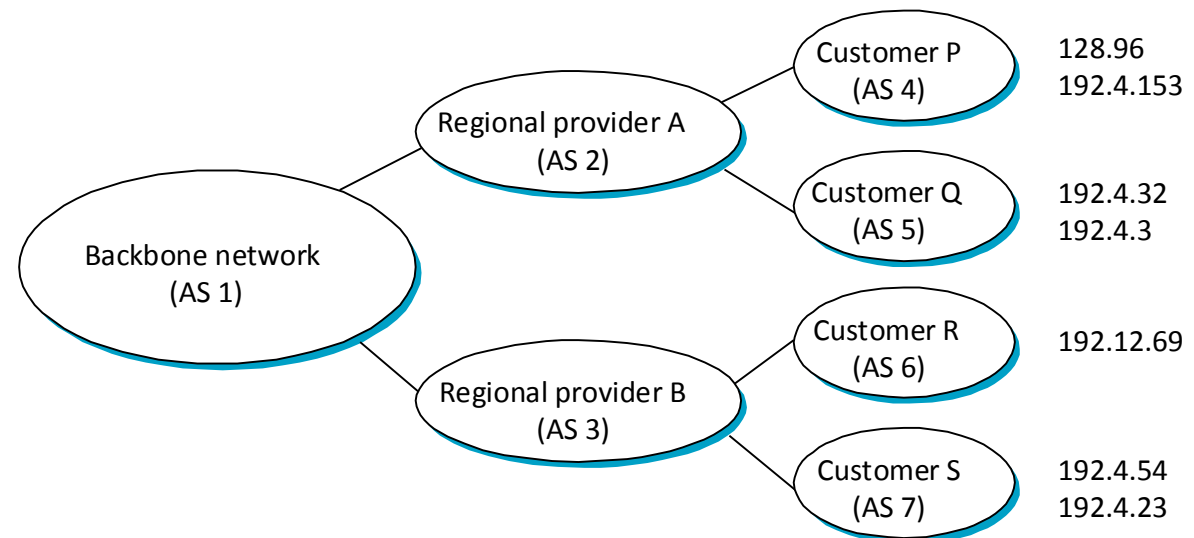 Backbone network
(AS 1)
Regional provider A
(AS 2)
Regional provider B
(AS 3)
Customer P
(AS 4)
128.96
192.4.153
Customer Q
(AS 5)
192.4.32
192.4.3
Customer R
(AS 6)
192.12.69
Customer S
(AS 7)
192.4.54
192.4.23